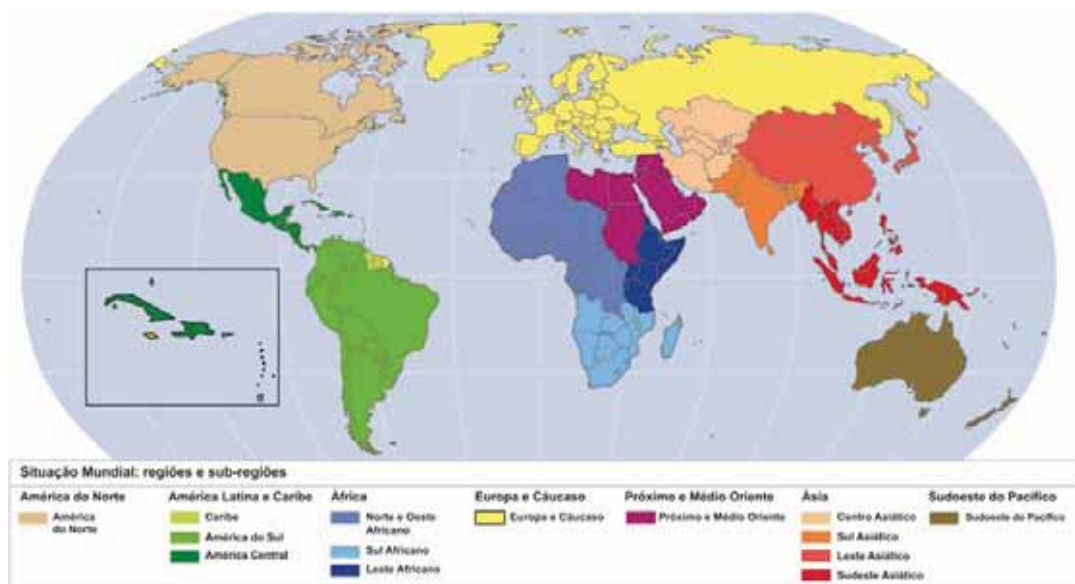 Situação Mundial: regiões e sub-regiões
América do Norte
América
do Norte
América Latina e Caribe
Caribe
América do Sul
América Central
África
Norte e Oeste
Africano
Sul Africano
Leste Africano
Europa e Cáucaso
Europa e Cáucaso
Próximo e Médio Oriente
Próximo e Médio Oriente
Ásia
Centro Asiático
Sul Asiático
Leste Asiático
Sudeste Asiático
Sudoeste do Pacífico
Sudoeste do Pacífico